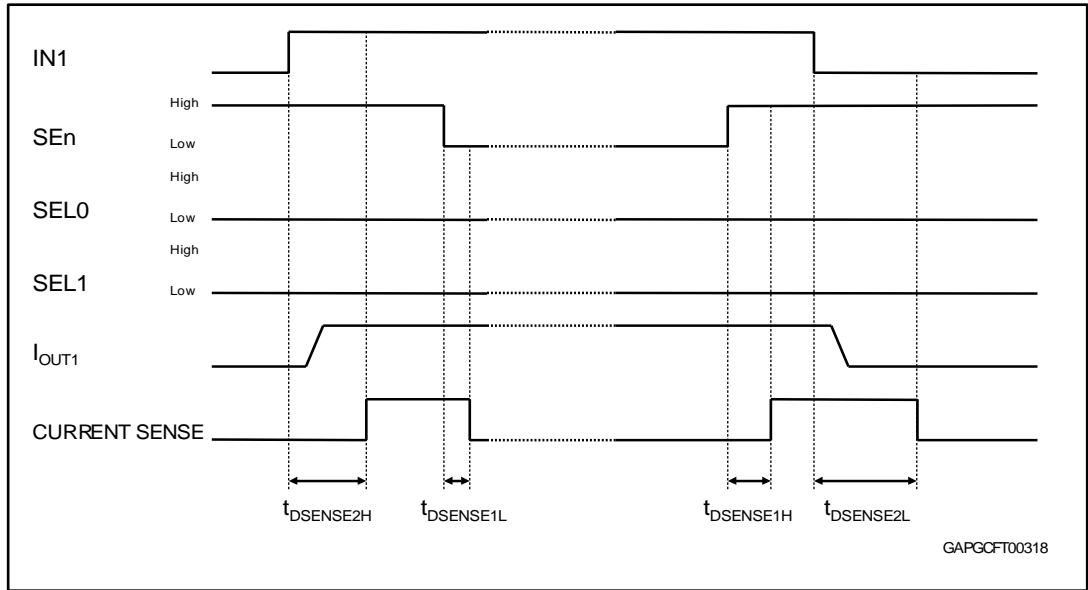 IN1
High
SEn
Low
High
SEL0
Low
High
SEL1
Low
IOUT1
CURRENT SENSE
tDSENSE2H
tDSENSE1L
tDSENSE1H
tDSENSE2L
GAPGCFT00318